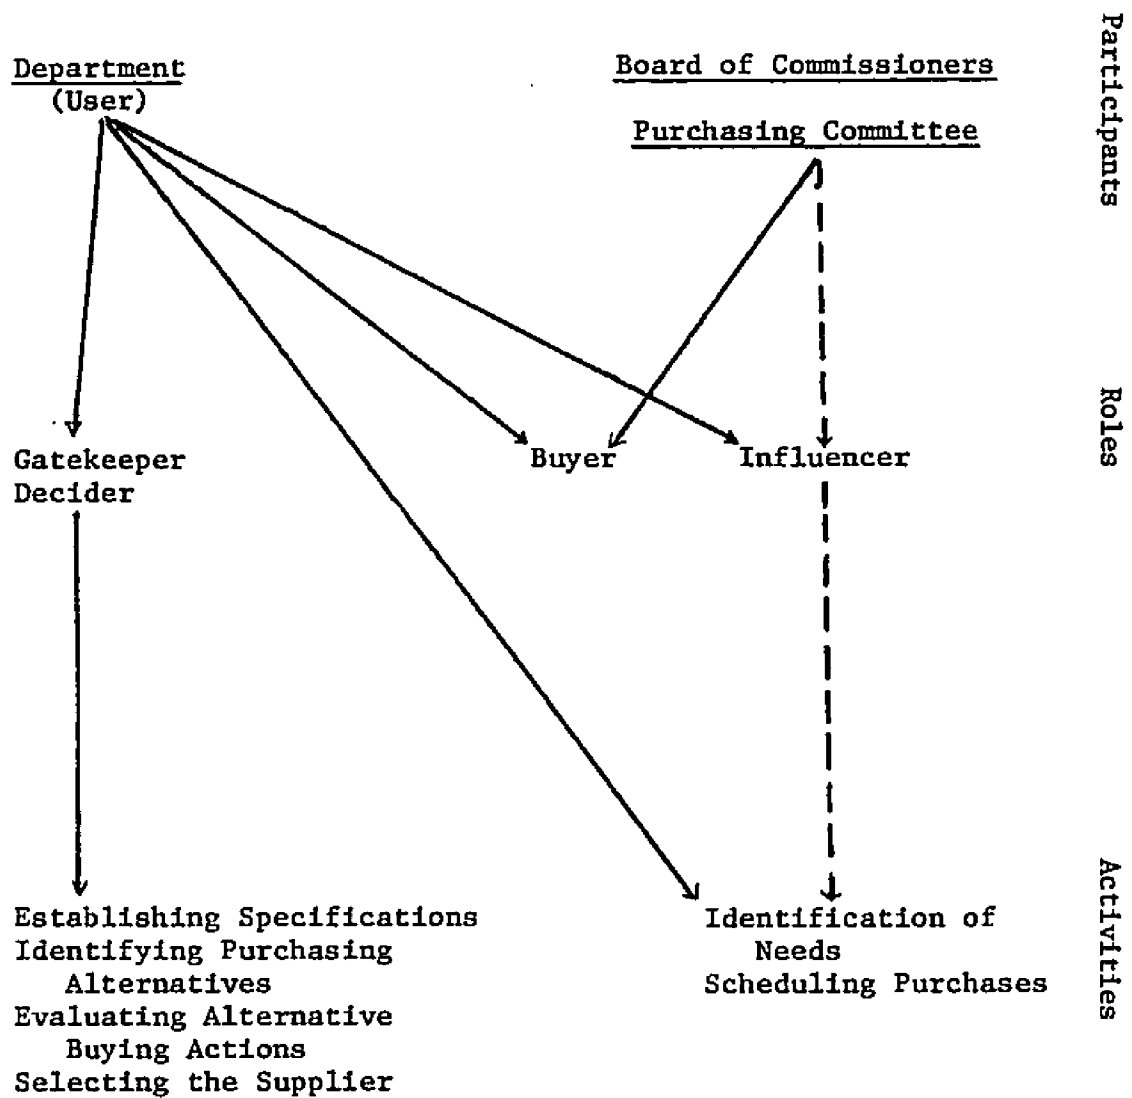 Department
(User)
Board of Commissioners
Purchasing Committee
Participants
Gatekeeper
Decider
Buyer
Influencer
Roles
Establishing Specifications
Identifying Purchasing
Alternatives
Evaluating Alternative
Buying Actions
Selecting the Supplier
Identification of
Needs
Scheduling Purchases
Activities